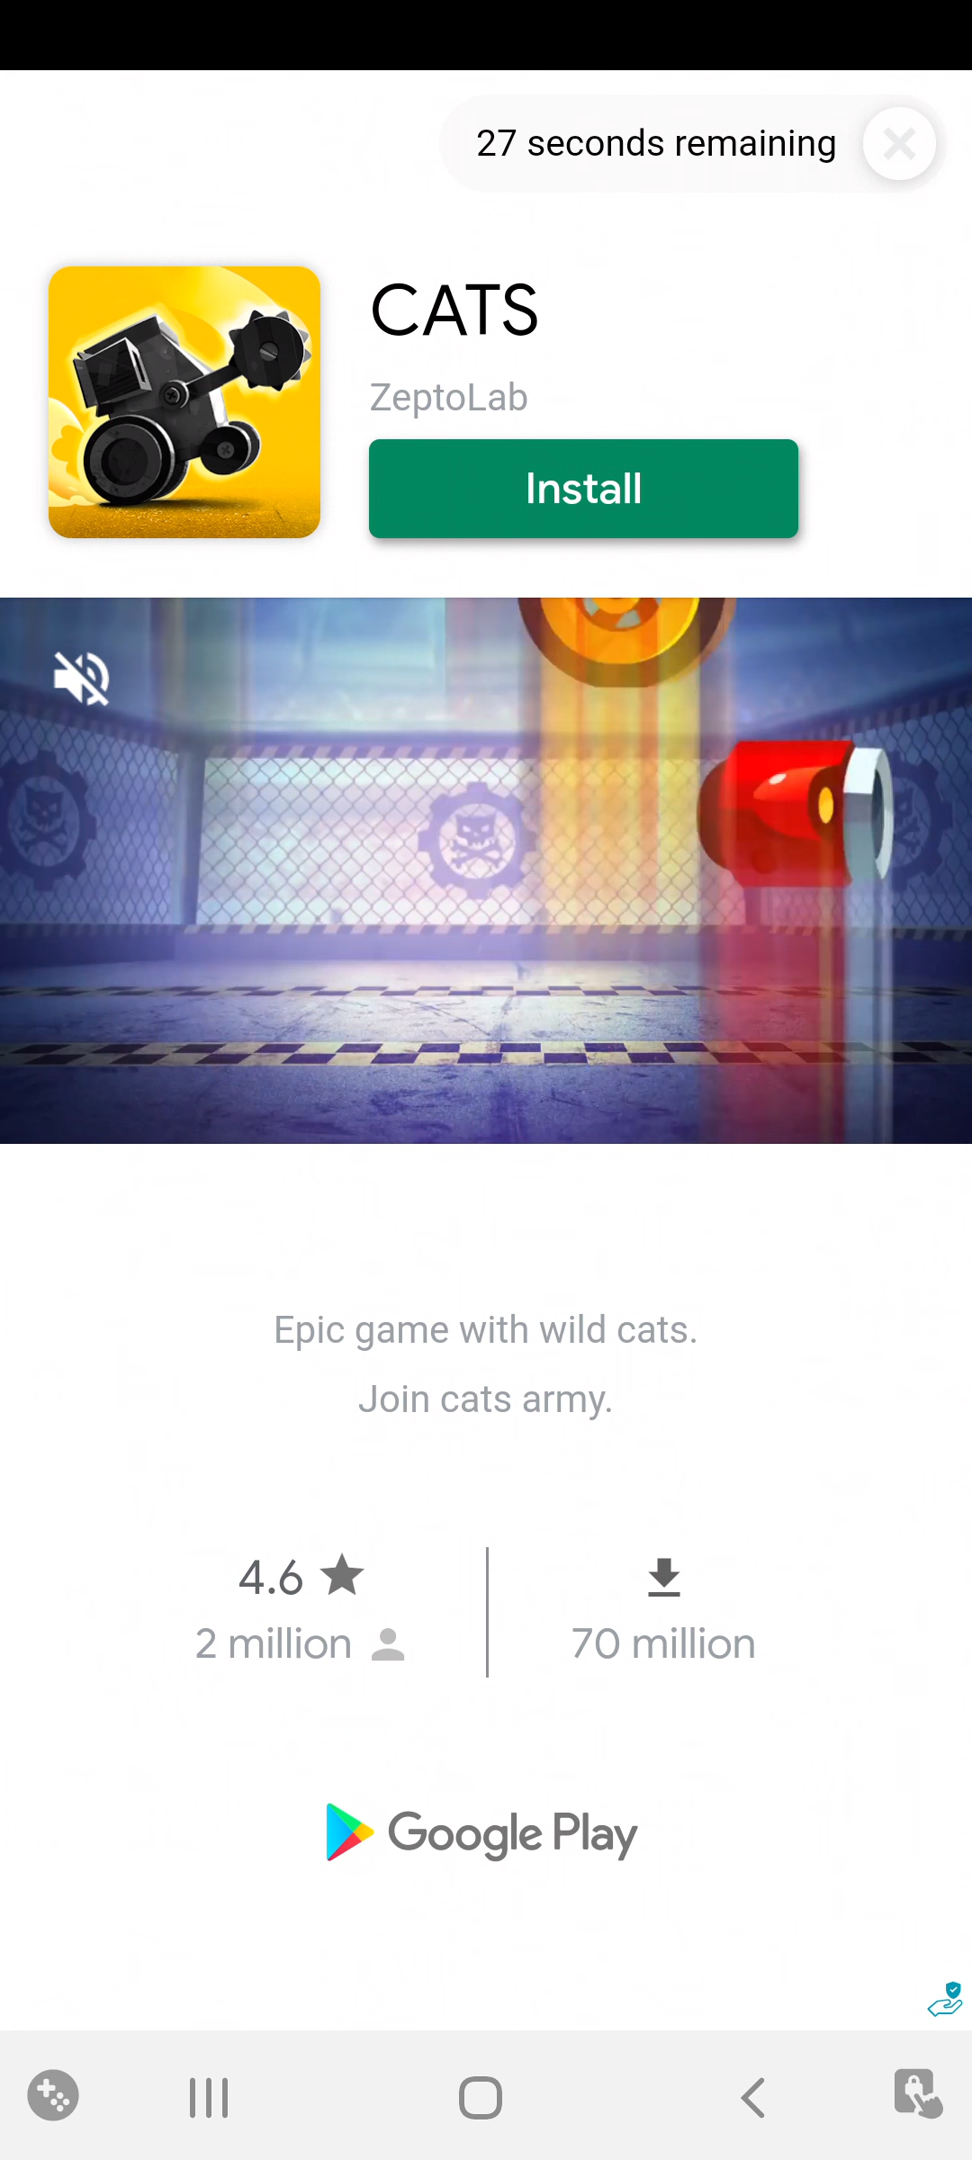 27 seconds remaining
CATS
ZeptoLab
Install
Epic game with wild cats.
Join cats army.
4.6
2 million
70 million
Google Play